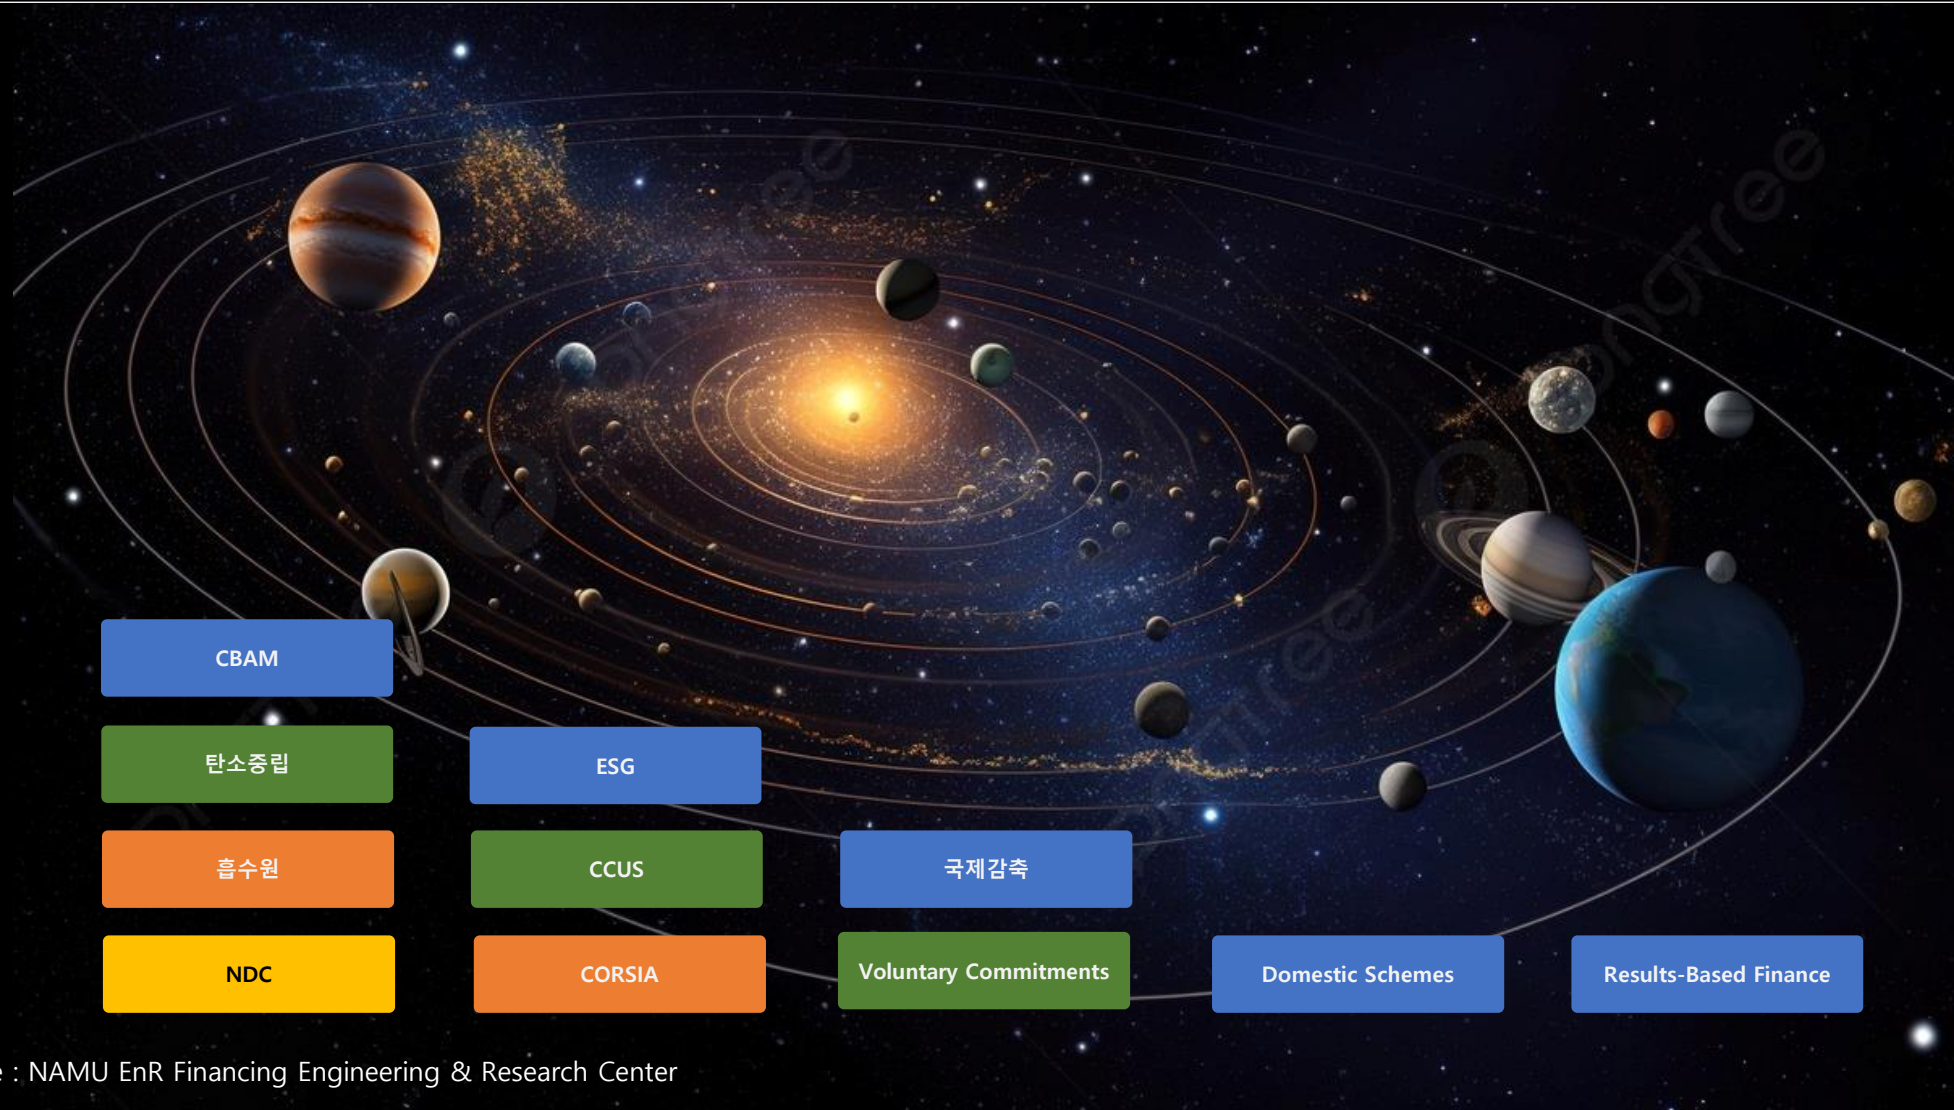 CBAM
탄소중립
ESG
흡수원
CCUS
국제감축
NDC
CORSIA
Voluntary Commitments
Domestic Schemes
Results-Based Finance
: NAMU EnR Financing Engineering & Research Center